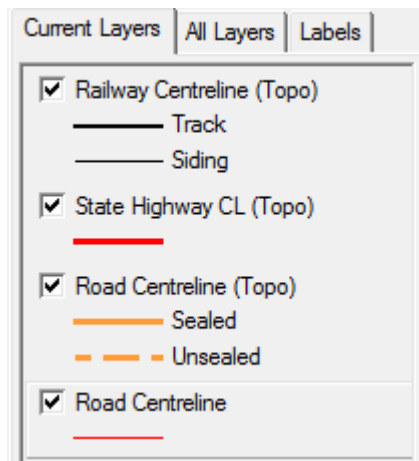 Current Layers All Layers Labels
Railway Centreline (Topo)
Track
Siding
State Highway CL (Topo)
Road Centreline (Topo)
Sealed
Unsealed
Road Centreline